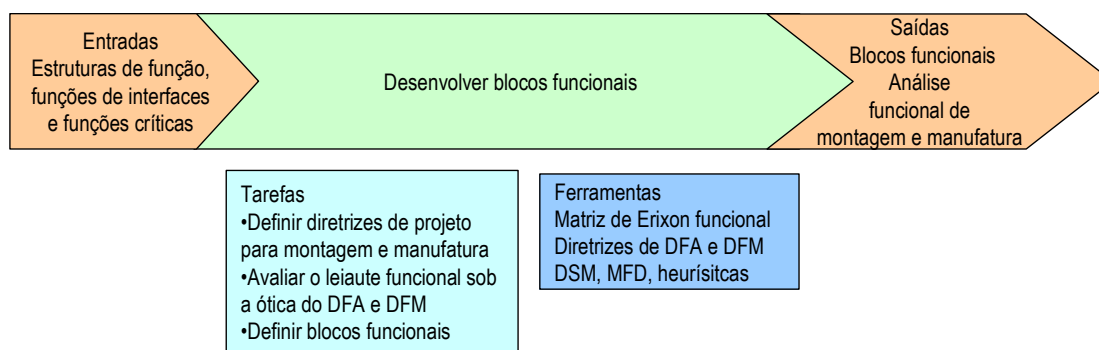 Entradas
Estruturas de função,
funções de interfaces
e funções críticas
Desenvolver blocos funcionais
Saídas
Blocos funcionais
Análise
funcional de
montagem e manufatura
Tarefas
•Definir diretrizes de projeto
para montagem e manufatura
•Avaliar o leiaute funcional sob
a ótica do DFA e DFM
•Definir blocos funcionais
Ferramentas
Matriz de Erixon funcional
Diretrizes de DFA e DFM
DSM, MFD, heurísitcas